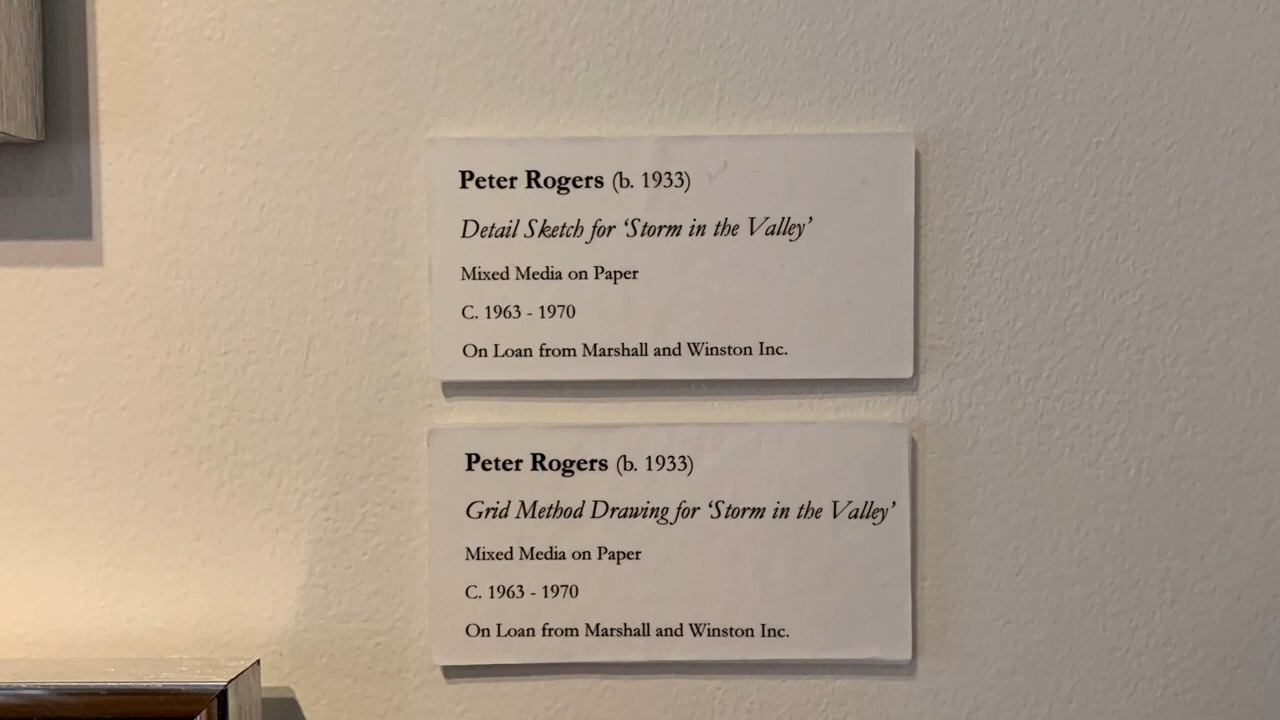 Peter Rogers (b. 1933)
Detail Sketch for ‘Storm in the Valley’
Mixed Media on Paper
C. 1963 - 1970
On Loan from Marshall and Winston Inc.
Peter Rogers (b. 1933)
Grid Method Drawing for ‘Storm in the Valley’
Mixed Media on Paper
C. 1963 - 1970
On Loan from Marshall and Winston Inc.